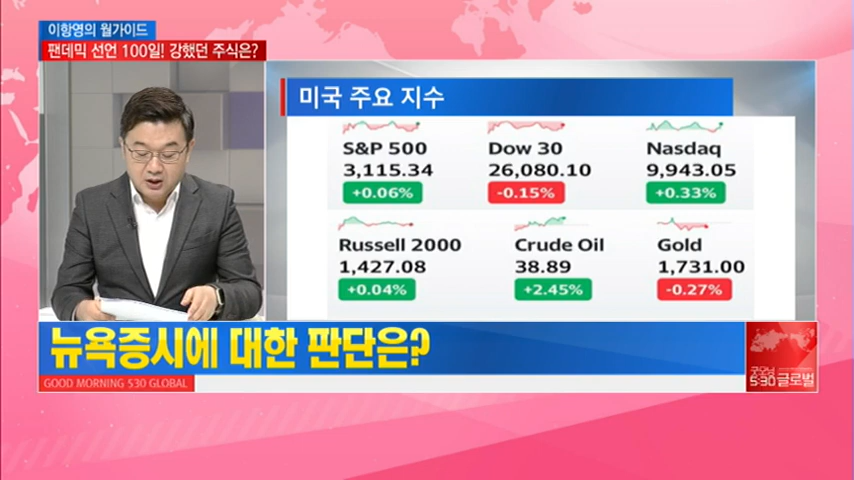 이항영의 월가이드
팬데믹 선언 100일! 강했던 주식은?
미국 주요 지수
S&P 500
3,115.34
+0.06%
Dow 30
26,080.10
-0.15%
Nasdaq
9,943.05
+0.33%
Russell 2000
1,427.08
+0.04%
Crude Oil
38.89
+2.45%
Gold
1,731.00
-0.27%
뉴욕증시에 대한 판단은?
GOOD MORNING 530 GLOBAL
굿모닝
5:30 글로벌